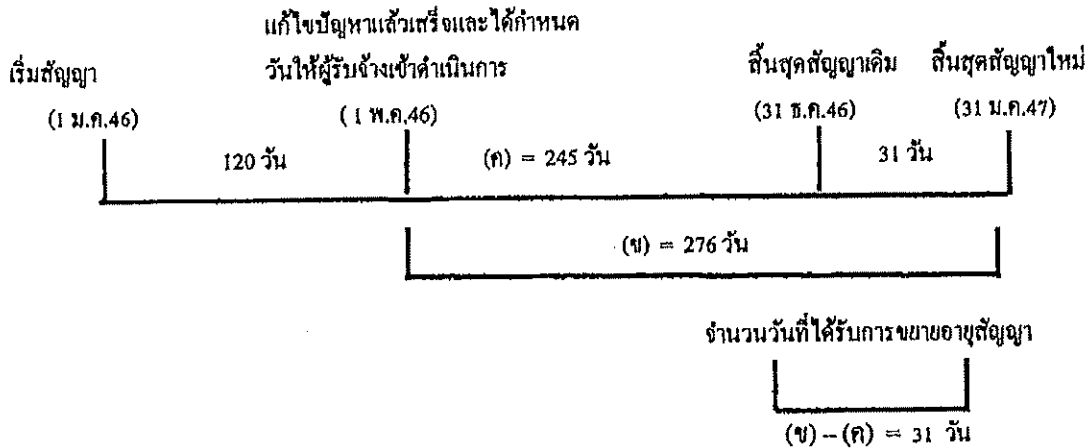 แก้ไขปัญหาแล้วเสร็จและได้กำหนด
วันให้ผู้รับจ้างเข้าดำเนินการ
เริ่มสัญญา
สิ้นสุดสัญญาเดิม
สิ้นสุดสัญญาใหม่
(1 ม.ค.46)
( 1 พ.ค.46)
(31 ธ.ค.46)
(31 ม.ค.47)
120 วัน
(ค) = 245 วัน
31 วัน
(ข) = 276 วัน
จำนวนวันที่ได้รับการขยายอายุสัญญา
(ข) – (ค) = 31 วัน